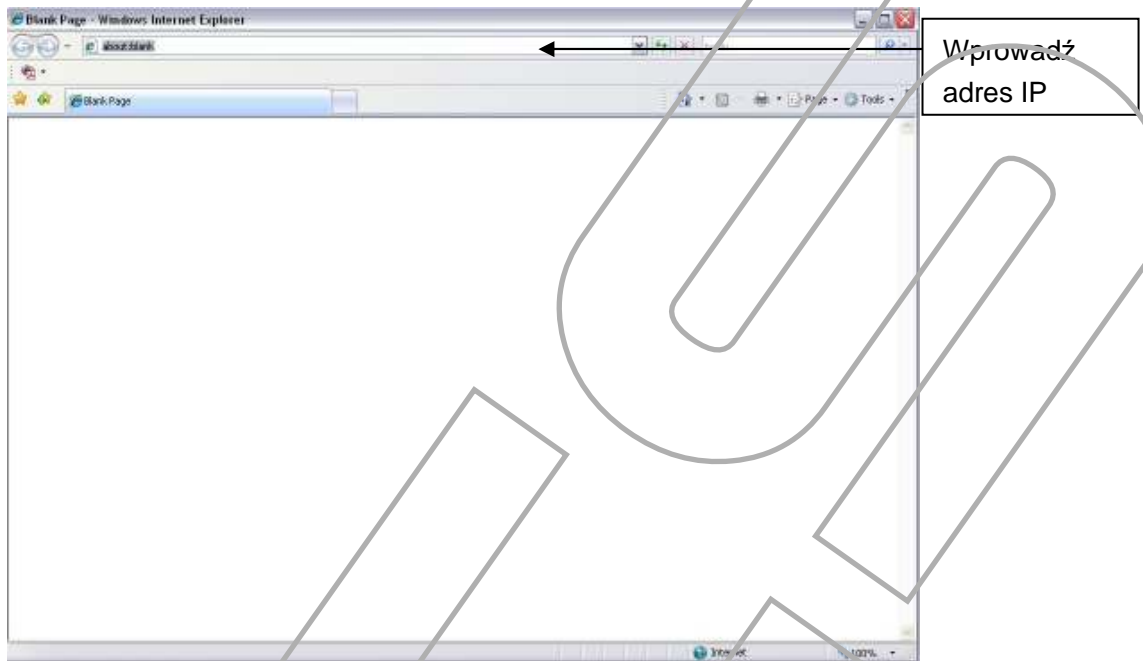 Blank Page - Windows Internet Explorer
about:blank
Wprowadź
adres IP
Blank Page
Page
Tools
Internet
100%